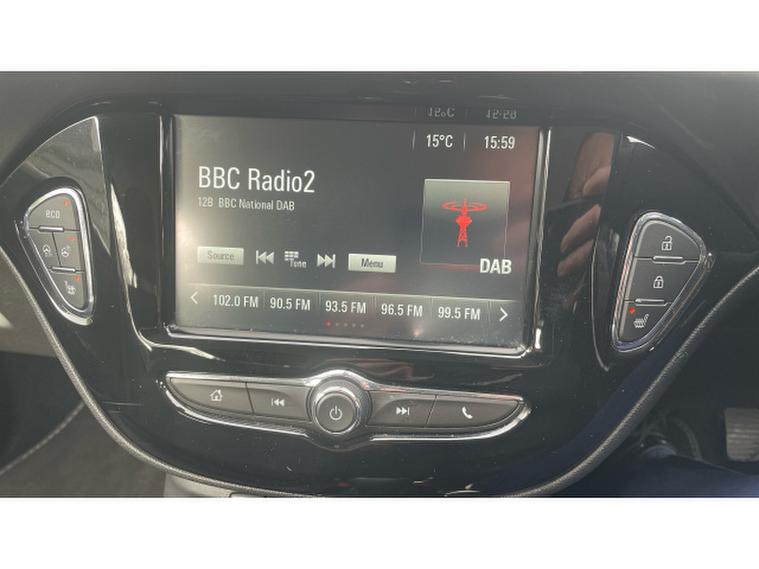 12°C 12:28
15°C 15:59
BBC Radio2
12B BBC National DAB
eco
Source Tune Menu
DAB
102.0 FM 90.5 FM 93.5 FM 96.5 FM 99.5 FM